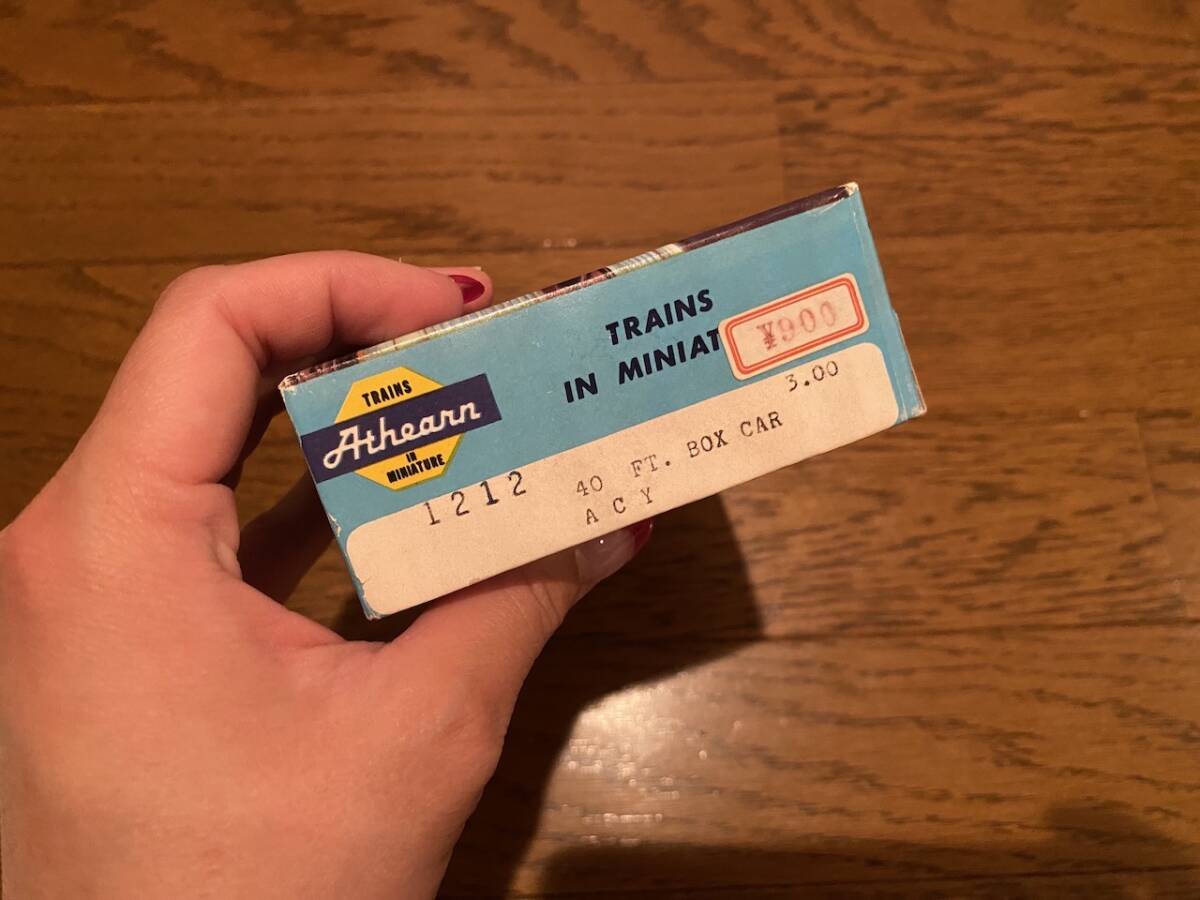 TRAINS
Athearn
IN
MINIATURE
TRAINS
IN MINIAT
¥900
3.00
1212 40 FT. BOX CAR
A C Y